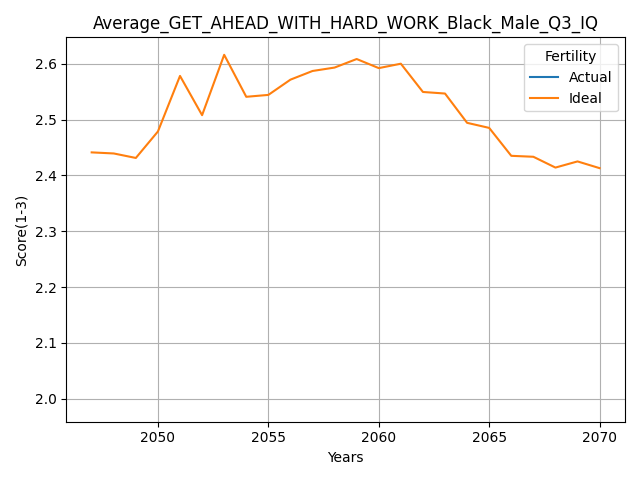 Average_GET_AHEAD_WITH_HARD_WORK_Black_Male_Q3_IQ
Fertility
Actual
Ideal
Score(1-3)
2.6
2.5
2.4
2.3
2.2
2.1
2.0
2050 2055 2060 2065 2070
Years